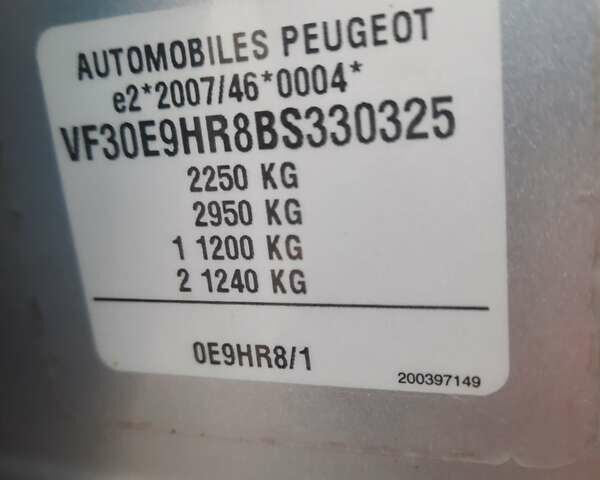 AUTOMOBILES PEUGEOT
e2*2007/46*0004*
VF30E9HR8BS330325
2250 KG
2950 KG
1 1200 KG
2 1240 KG
0E9HR8/1
200397149